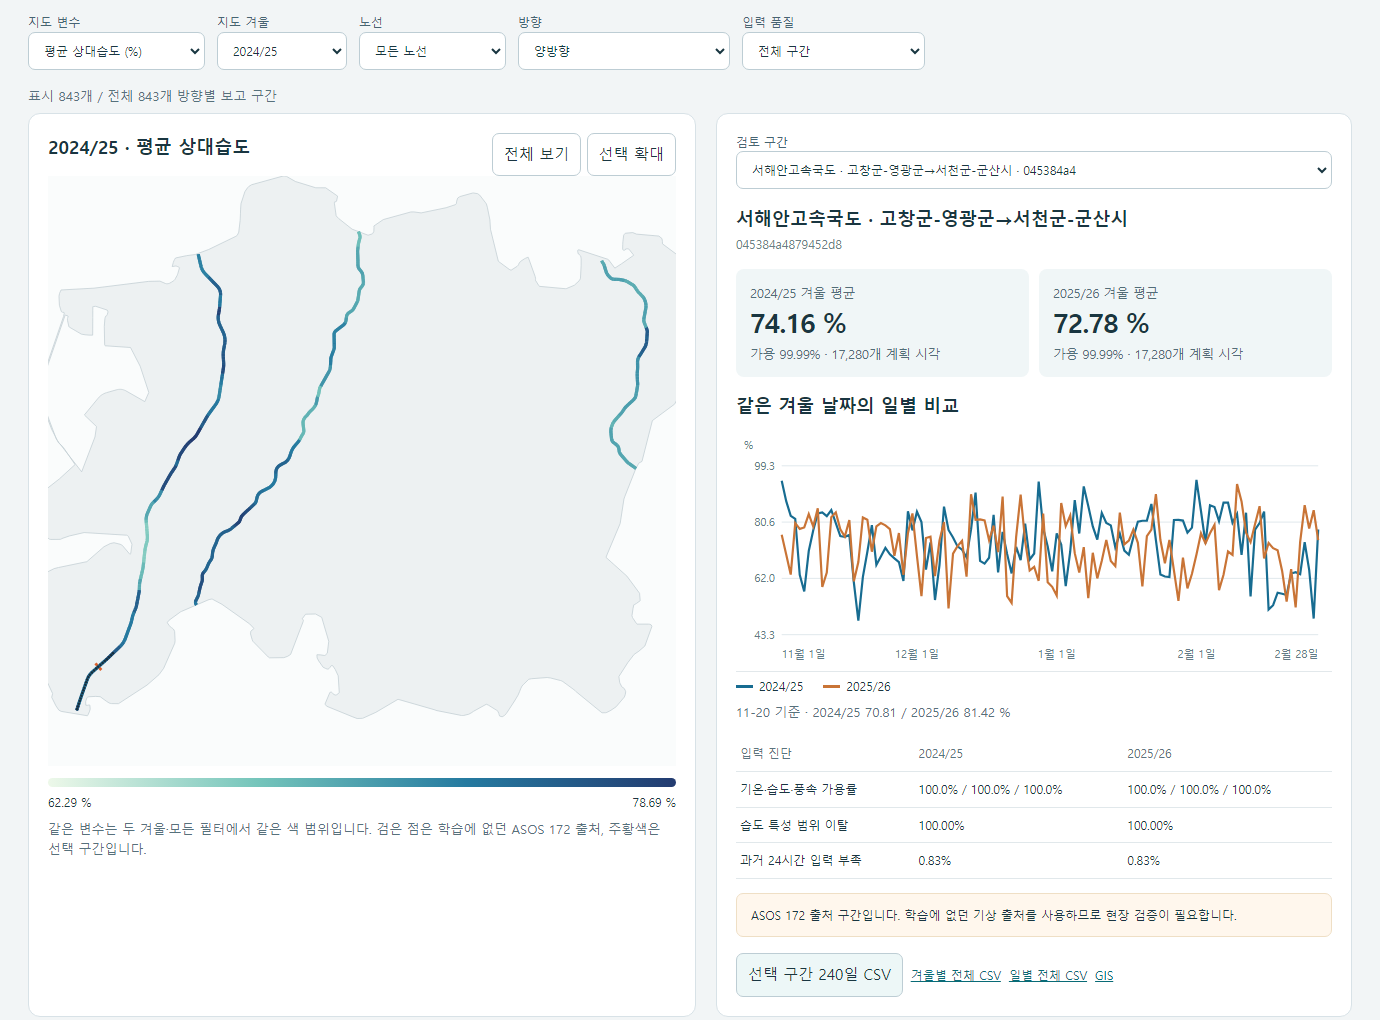 지도 변수
지도 겨울
노선
방향
입력 품질
평균 상대습도 (%)
2024/25
모든 노선
양방향
전체 구간
표시 843개 / 전체 843개 방향별 보고 구간
2024/25 · 평균 상대습도
전체 보기
선택 확대
62.29 %
78.69 %
같은 변수는 두 겨울·모든 필터에서 같은 색 범위입니다. 검은 점은 학습에 없던 ASOS 172 출처, 주황색은
선택 구간입니다.
검토 구간
서해안고속국도 · 고창군-영광군→서천군-군산시 · 045384a4
서해안고속국도 · 고창군-영광군→서천군-군산시
045384a4879452d8
2024/25 겨울 평균
74.16 %
가용 99.99% · 17,280개 계획 시각
2025/26 겨울 평균
72.78 %
가용 99.99% · 17,280개 계획 시각
같은 겨울 날짜의 일별 비교
%
99.3
80.6
62.0
43.3
11월 1일
12월 1일
1월 1일
2월 1일
2월 28일
2024/25
2025/26
11-20 기준 · 2024/25 70.81 / 2025/26 81.42 %
입력 진단
2024/25
2025/26
기온·습도·풍속 가용률
100.0% / 100.0% / 100.0%
100.0% / 100.0% / 100.0%
습도 특성 범위 이탈
100.00%
100.00%
과거 24시간 입력 부족
0.83%
0.83%
ASOS 172 출처 구간입니다. 학습에 없던 기상 출처를 사용하므로 현장 검증이 필요합니다.
선택 구간 240일 CSV
겨울별 전체 CSV
일별 전체 CSV
GIS